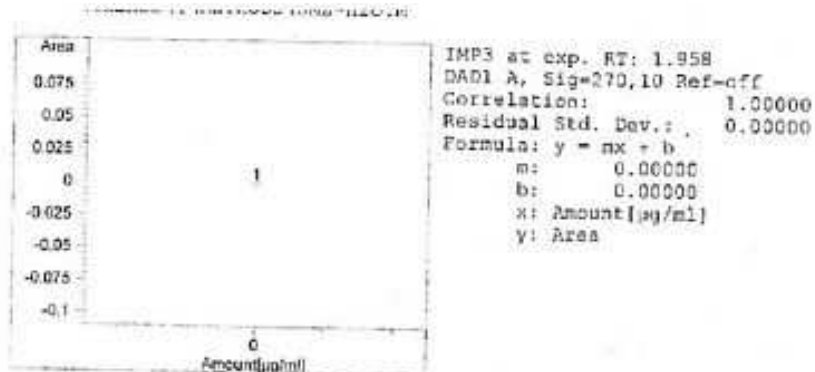 Area
0.075
0.05
0.025
0
-0.025
-0.05
-0.075
-0.1
1
0
Amount[µg/ml]
IMP3 at exp. RT: 1.958
DAD1 A, Sig=270,10 Ref=off
Correlation: 1.00000
Residual Std. Dev.: 0.00000
Formula: y = mx + b
m: 0.00000
b: 0.00000
x: Amount[µg/ml]
y: Area